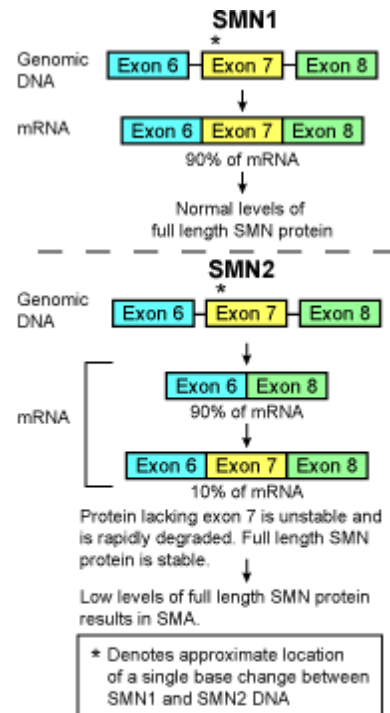 SMN1
*
Genomic
DNA
Exon 6 Exon 7 Exon 8
mRNA
Exon 6 Exon 7 Exon 8
90% of mRNA
Normal levels of
full length SMN protein
SMN2
*
Genomic
DNA
Exon 6 Exon 7 Exon 8
mRNA
Exon 6 Exon 8
90% of mRNA
Exon 6 Exon 7 Exon 8
10% of mRNA
Protein lacking exon 7 is unstable and
is rapidly degraded. Full length SMN
protein is stable.
Low levels of full length SMN protein
results in SMA.
* Denotes approximate location
of a single base change between
SMN1 and SMN2 DNA